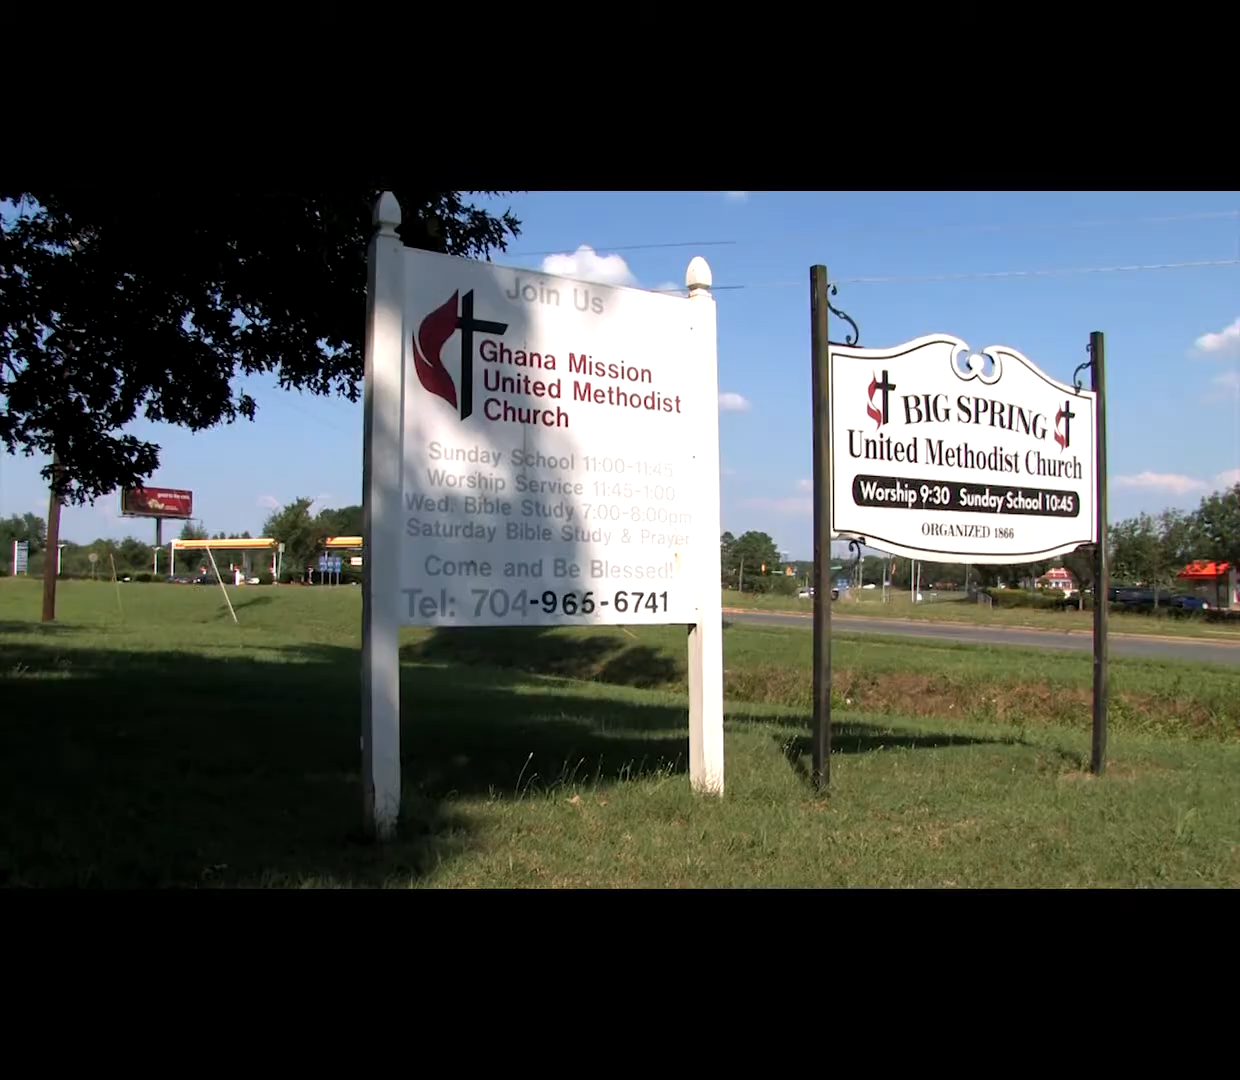 Join Us
Ghana Mission
United Methodist
Church
Sunday School 11:00-11:45
Worship Service 11:45-1:00
Wed. Bible Study 7:00-8:00pm
Saturday Bible Study & Prayer
Come and Be Blessed!
Tel: 704-965-6741
BIG SPRING
United Methodist Church
Worship 9:30 Sunday School 10:45
ORGANIZED 1866